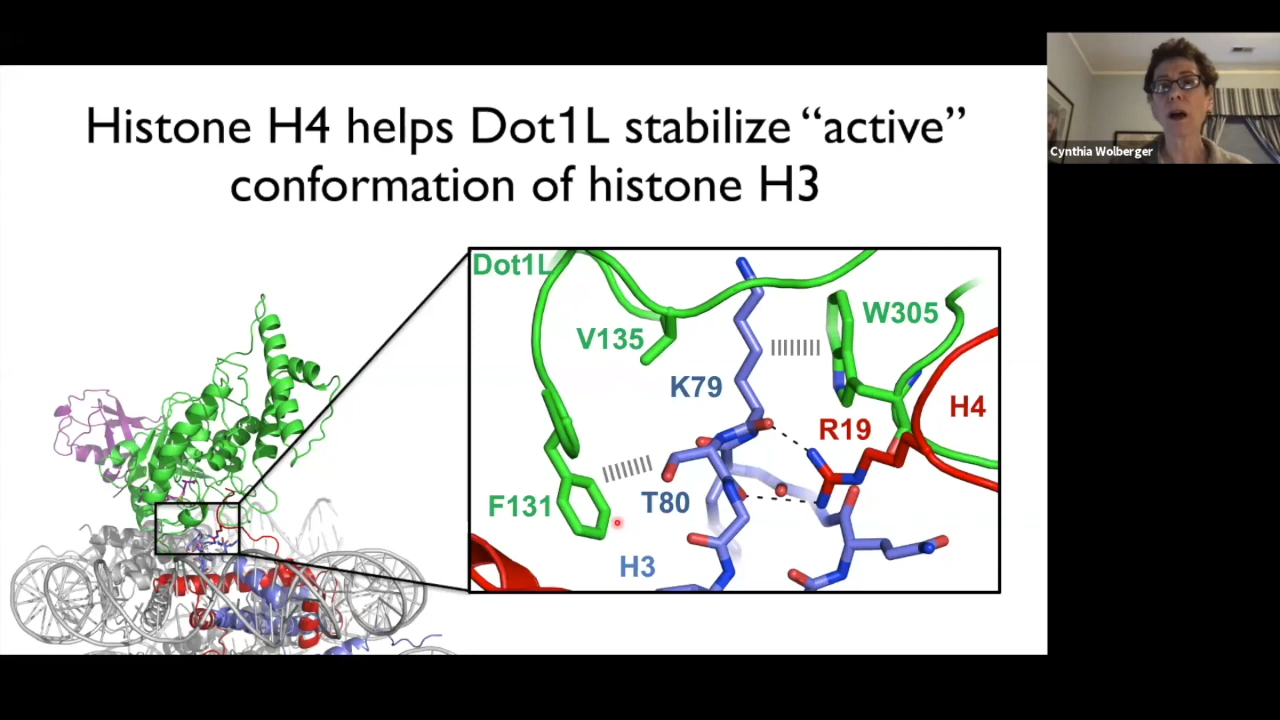 Histone H4 helps Dot1L stabilize “active”
conformation of histone H3
Cynthia Wolberger
Dot1L
V135
W305
K79
H4
R19
F131
T80
H3